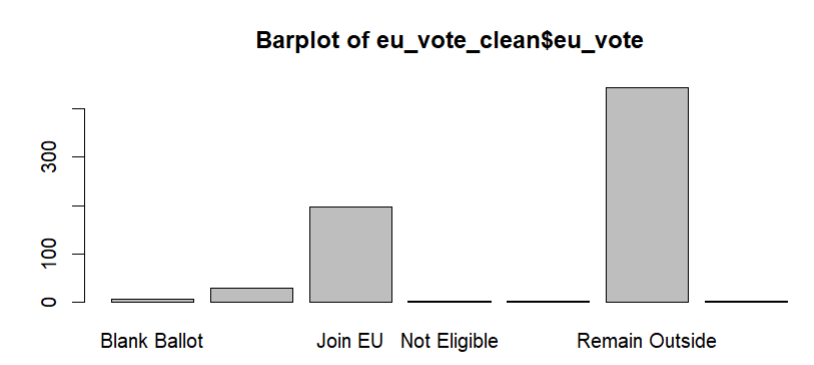 Barplot of eu_vote_clean$eu_vote
300
100
0
Blank Ballot Join EU Not Eligible Remain Outside